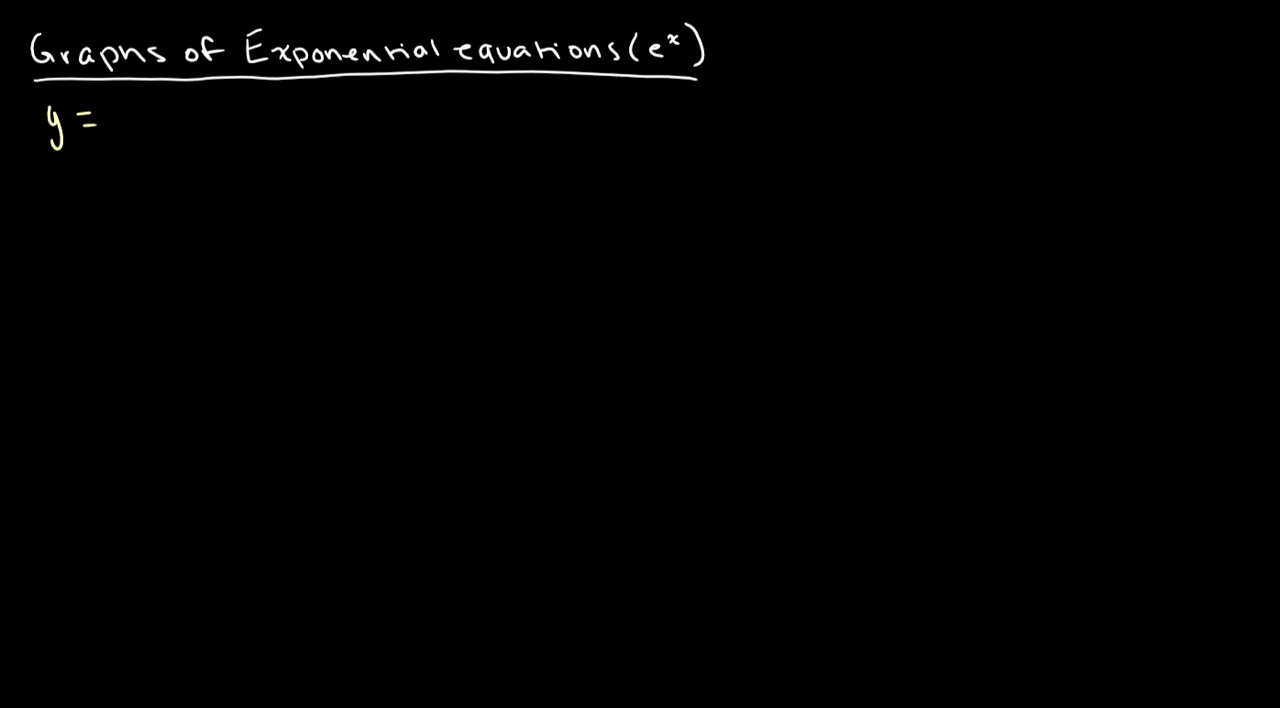 Graphs of Exponential equations (e^x)
y =